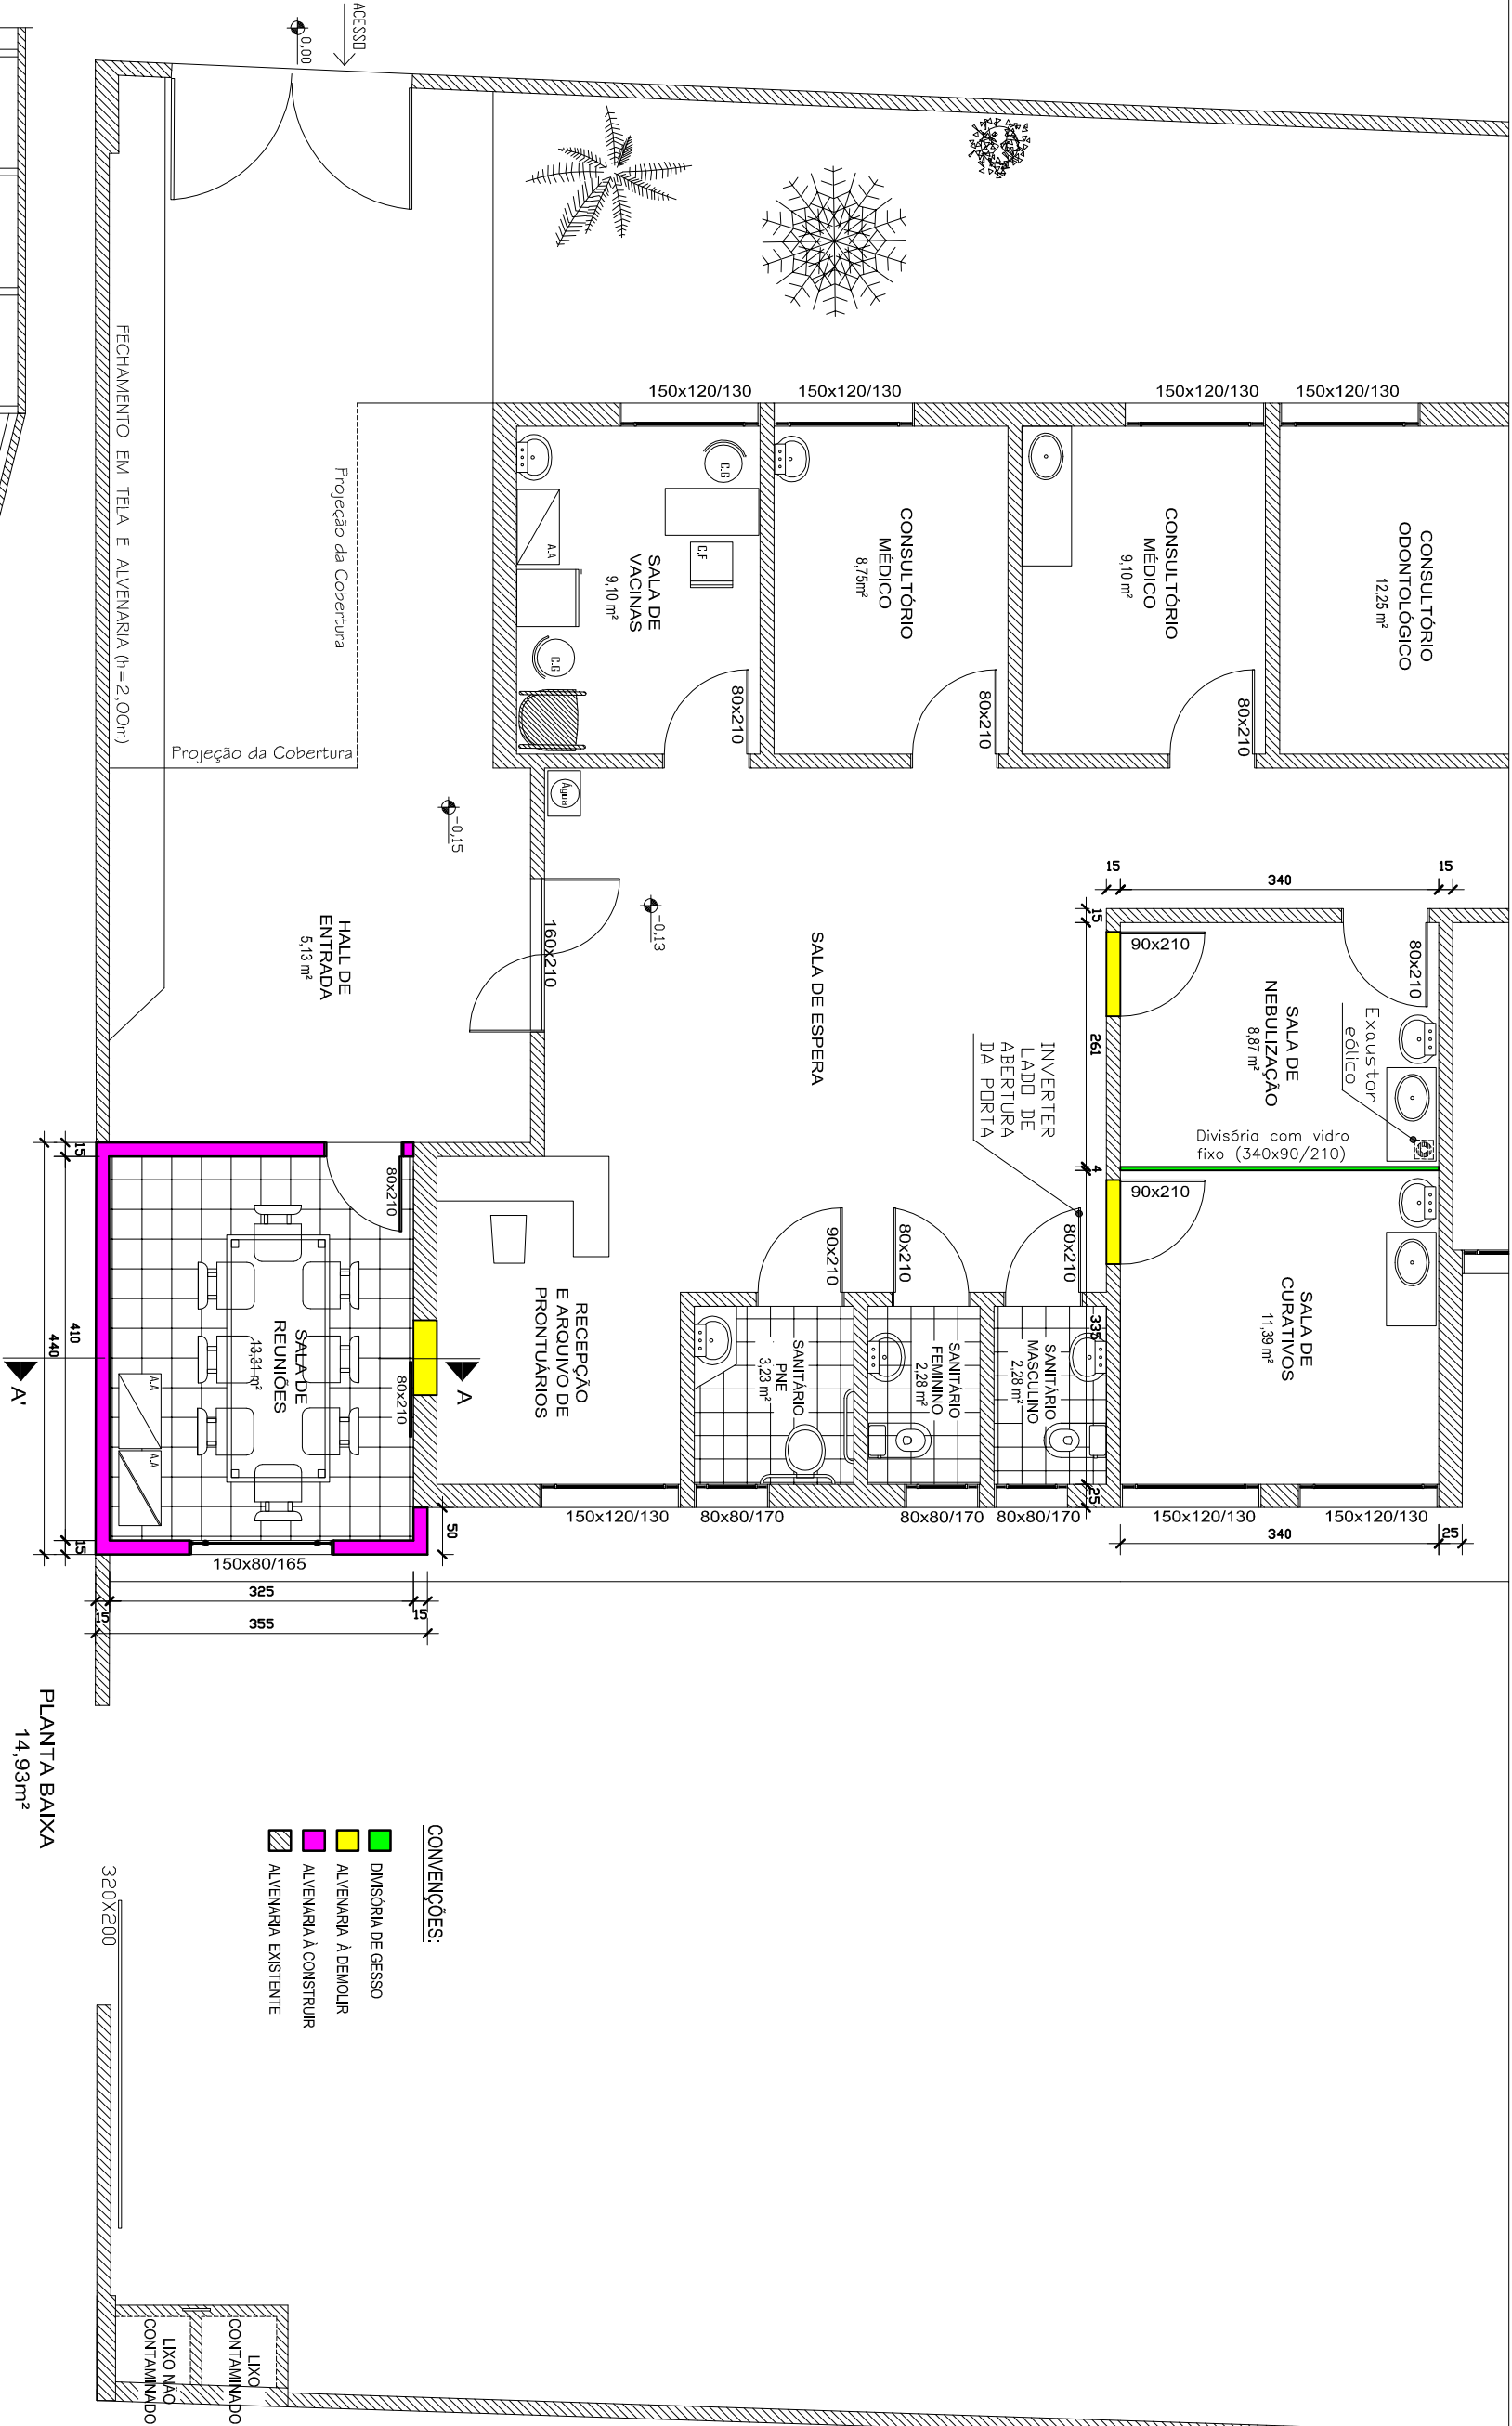 ACESSO
0,00
FECHAMENTO EM TELA E ALVENARIA (h=2,00m)
Projeção da Cobertura
Projeção da Cobertura
150x120/130
150x120/130
150x120/130
150x120/130
SALA DE
VACINAS
9,10 m²
C.G
C.F
A.A
C.G
80x210
CONSULTÓRIO
MÉDICO
8,75m²
80x210
CONSULTÓRIO
MÉDICO
9,10 m²
80x210
CONSULTÓRIO
ODONTOLÓGICO
12,25 m²
Água
-0,15
-0,13
HALL DE
ENTRADA
5,13 m²
160x210
SALA DE ESPERA
INVERTER
LADO DE
ABERTURA
DA PORTA
15
340
15
15
261
4
335
25
90x210
80x210
SALA DE
NEBULIZAÇÃO
8,87 m²
Exaustor
eólico
Divisória com vidro
fixo (340x90/210)
90x210
SALA DE
CURATIVOS
11,39 m²
80x210
80x210
90x210
SANITÁRIO
MASCULINO
2,28 m²
SANITÁRIO
FEMININO
2,28 m²
SANITÁRIO
PNE
3,23 m²
RECEPÇÃO
E ARQUIVO DE
PRONTUÁRIOS
80x210
SALA DE
REUNIÕES
13,31 m²
80x210
A.A
A.A
A
A'
15
410
15
440
150x120/130
80x80/170
80x80/170
80x80/170
150x120/130
150x120/130
340
25
50
150x80/165
325
15
15
355
PLANTA BAIXA
14,93m²
CONVENÇÕES:
DIVISÓRIA DE GESSO
ALVENARIA À DEMOLIR
ALVENARIA À CONSTRUIR
ALVENARIA EXISTENTE
320X200
LIXO
CONTAMINADO
LIXO NÃO
CONTAMINADO